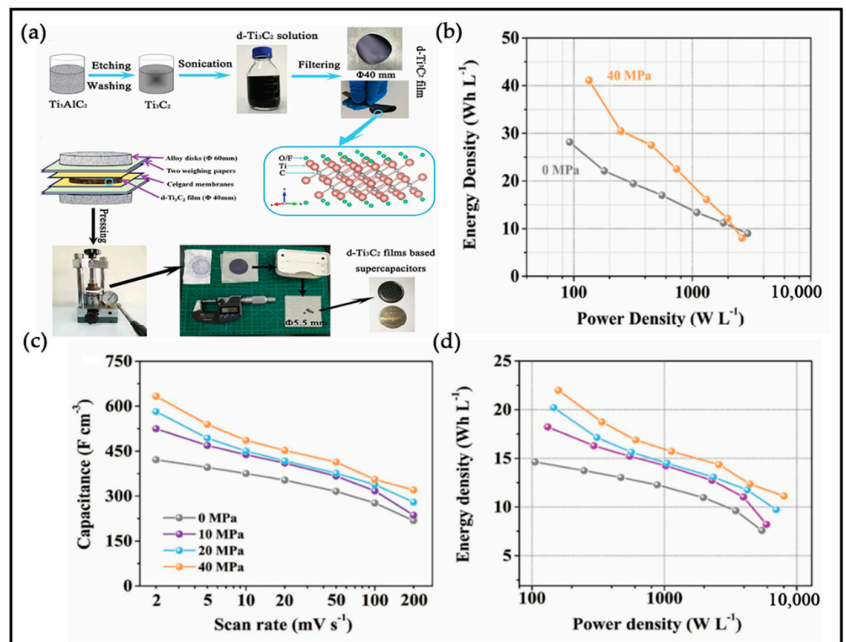 (a)
d-Ti₃C₂ solution
Etching
Washing
Sonication
Filtering
Φ40 mm
d-Ti₃C₂ film
Ti₃AlC₂
Ti₃C₂
Alloy disks (Φ 60mm)
Two weighing papers
Celgard membranes
d-Ti₃C₂ film (Φ 40mm)
O/F
Ti
C
Pressing
d-Ti₃C₂ films based
supercapacitors
Φ5.5 mm
(b)
Energy Density (Wh L⁻¹)
50
40
30
20
10
0
40 MPa
0 MPa
100
1000
10,000
Power Density (W L⁻¹)
(c)
Capacitance (F cm⁻³)
750
600
450
300
150
0
0 MPa
10 MPa
20 MPa
40 MPa
2
5
10
20
50
100
200
Scan rate (mV s⁻¹)
(d)
Energy density (Wh L⁻¹)
25
20
15
10
5
100
1000
10,000
Power density (W L⁻¹)